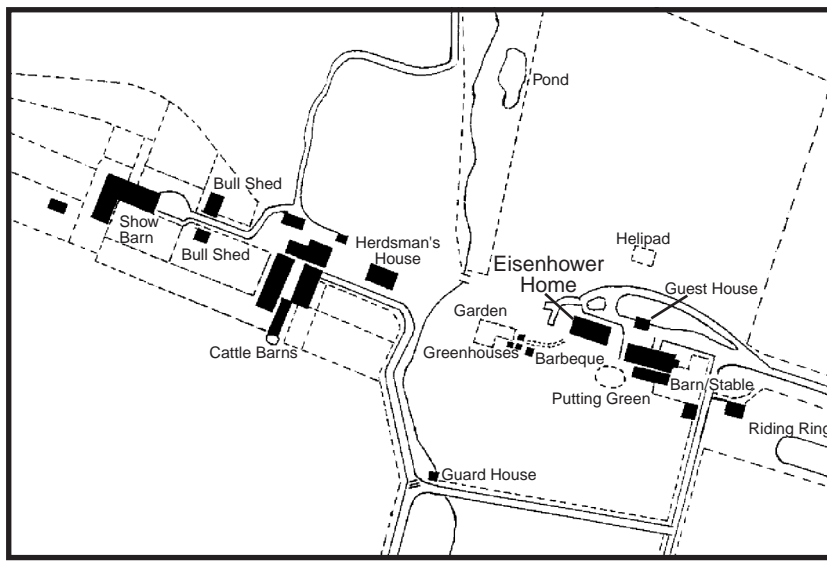 Pond
Bull Shed
Show
Barn
Bull Shed
Herdsman's
House
Helipad
Eisenhower
Home
Guest House
Garden
Greenhouses
Barbeque
Cattle Barns
Putting Green
Barn/Stable
Riding Ring
Guard House